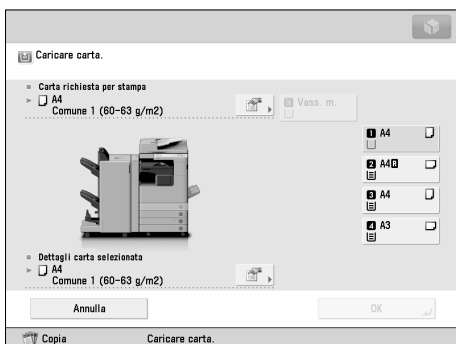 Caricare carta.
Carta richiesta per stampa
A4
Comune 1 (60-63 g/m2)
Vass. m.
1 A4
2 A4R
3 A4
4 A3
Dettagli carta selezionata
A4
Comune 1 (60-63 g/m2)
Annulla
OK
Copia
Caricare carta.